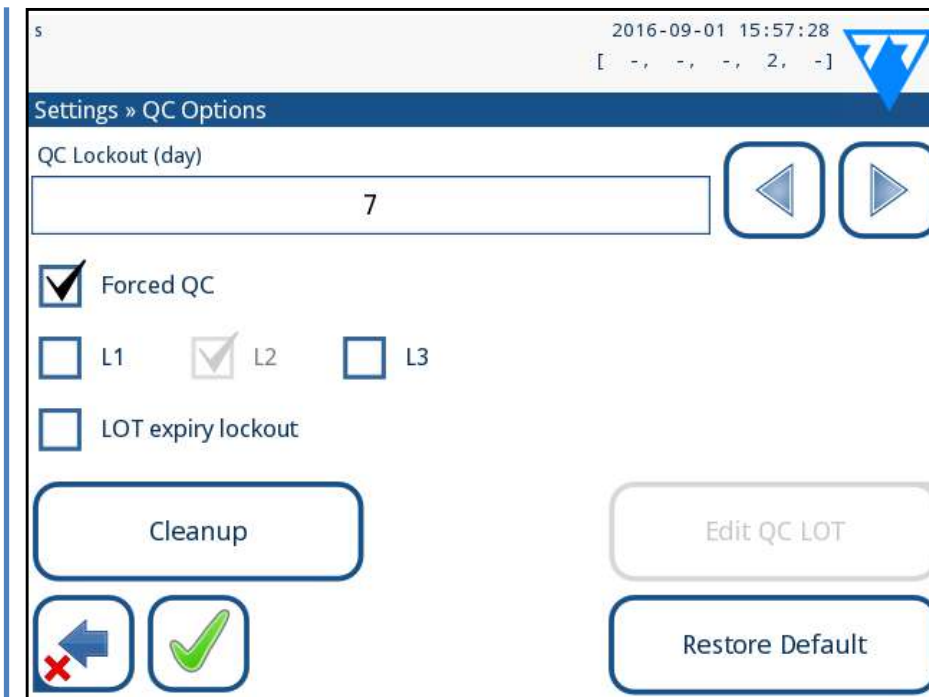 s
2016-09-01 15:57:28
[ -, -, -, 2, -]
Settings » QC Options
QC Lockout (day)
7
Forced QC
L1 L2 L3
LOT expiry lockout
Cleanup Edit QC LOT
Restore Default